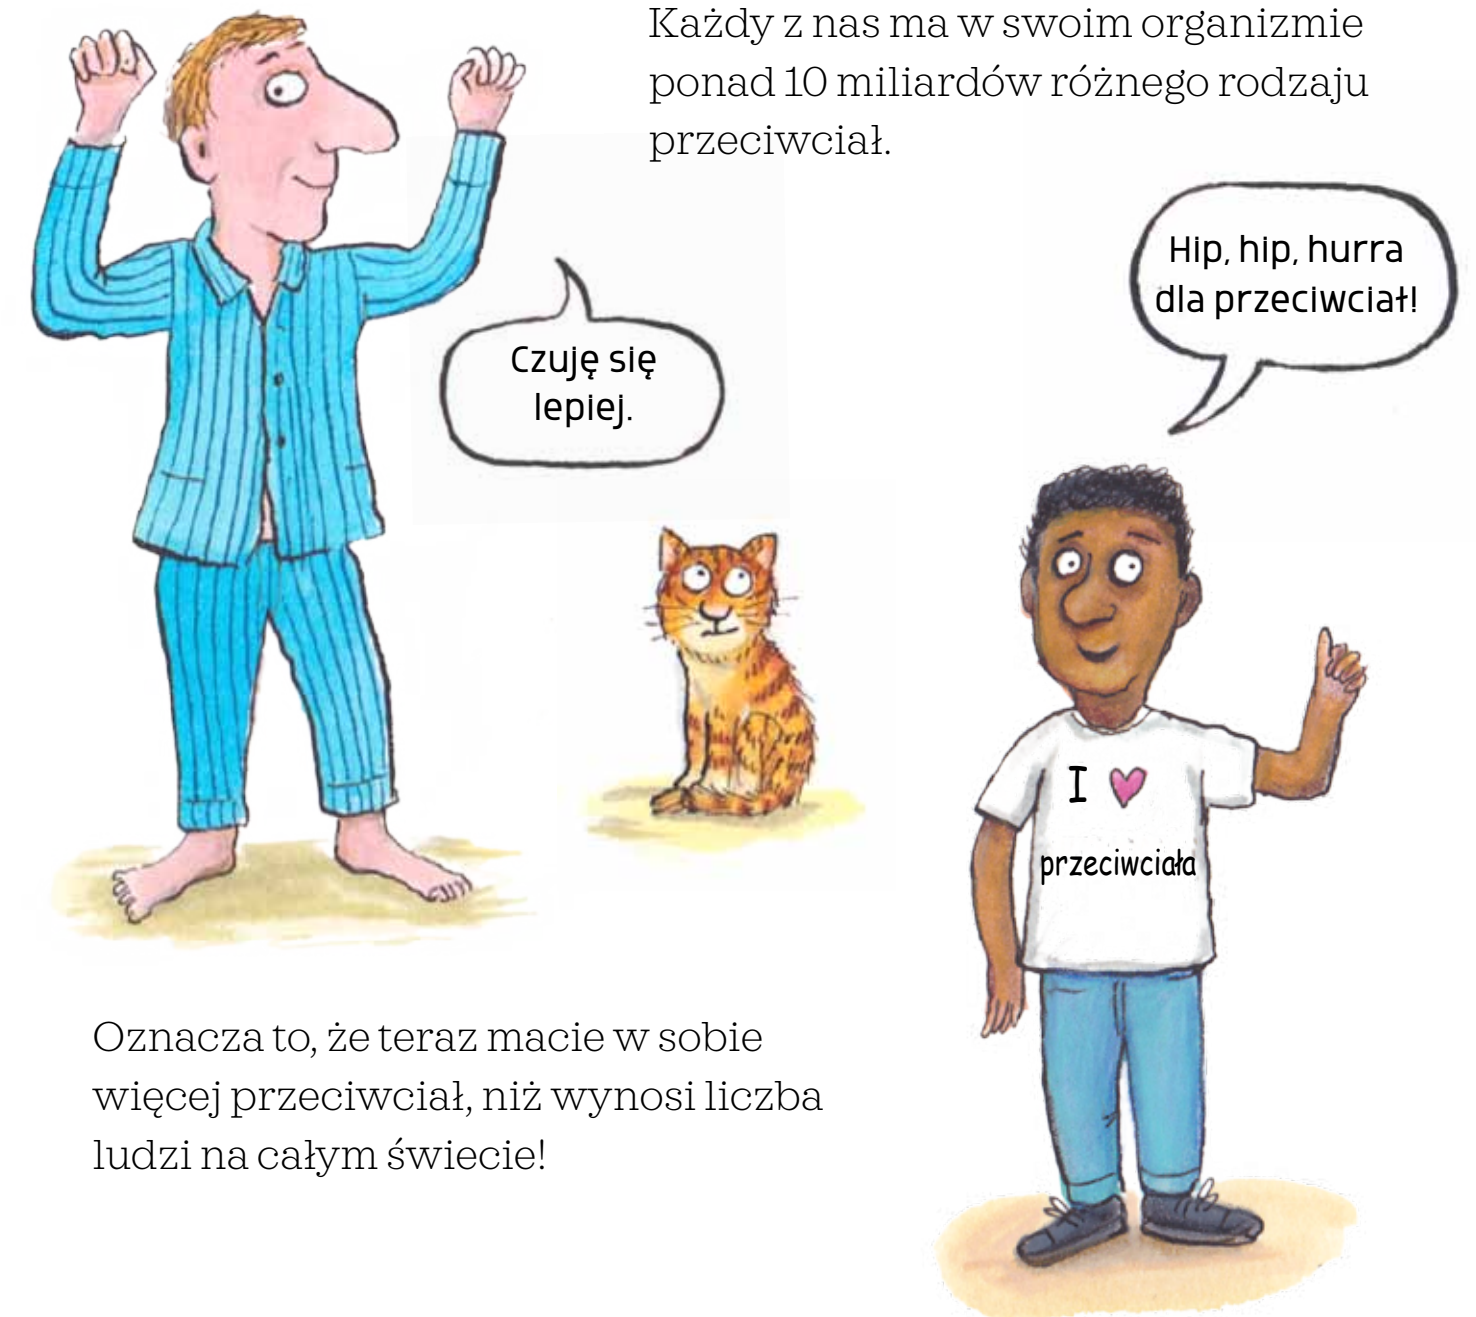 Każdy z nas ma w swoim organizmie
ponad 10 miliardów różnego rodzaju
przeciwciał.
Hip, hip, hurra
dla przeciwciał!
Czuję się
lepiej.
I ♥
przeciwciała
Oznacza to, że teraz macie w sobie
więcej przeciwciał, niż wynosi liczba
ludzi na całym świecie!